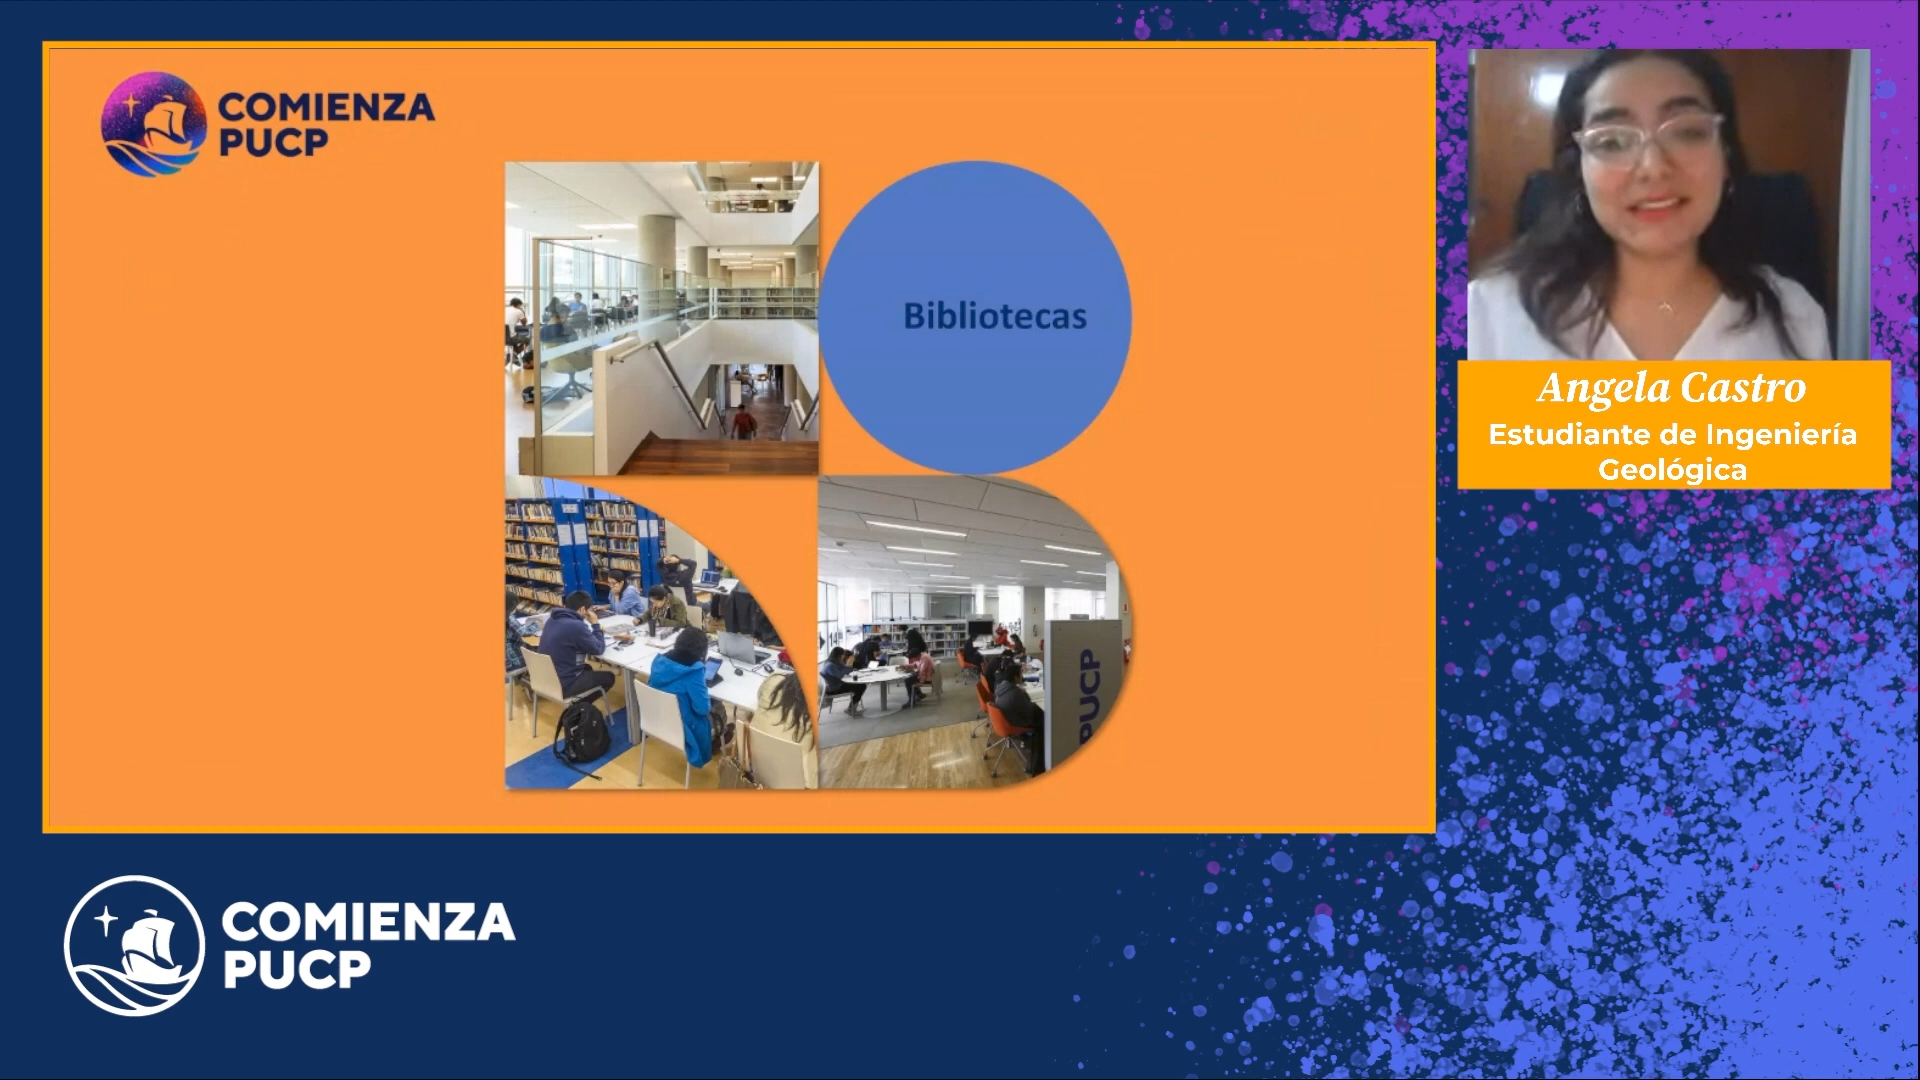 COMIENZA
PUCP
Bibliotecas
PUCP
Angela Castro
Estudiante de Ingeniería
Geológica
COMIENZA
PUCP